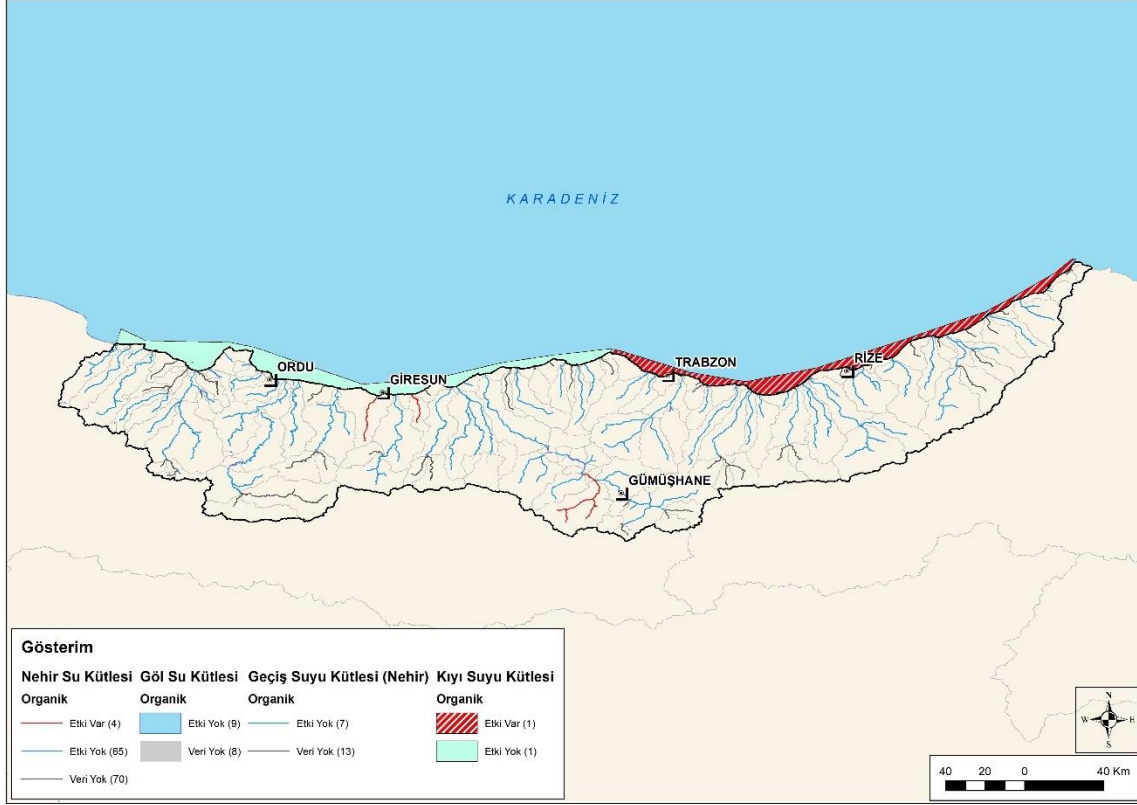 KARADENİZ
ORDU
GİRESUN
TRABZON
RİZE
GÜMÜŞHANE
Gösterim
Nehir Su Kütlesi Göl Su Kütlesi Geçiş Suyu Kütlesi (Nehir) Kıyı Suyu Kütlesi
Organik Organik Organik Organik
Etki Var (4) Etki Yok (9) Etki Yok (7) Etki Var (1)
Etki Yok (65) Veri Yok (8) Veri Yok (13) Etki Yok (1)
Veri Yok (70)
N
W E
S
40 20 0 40 Km